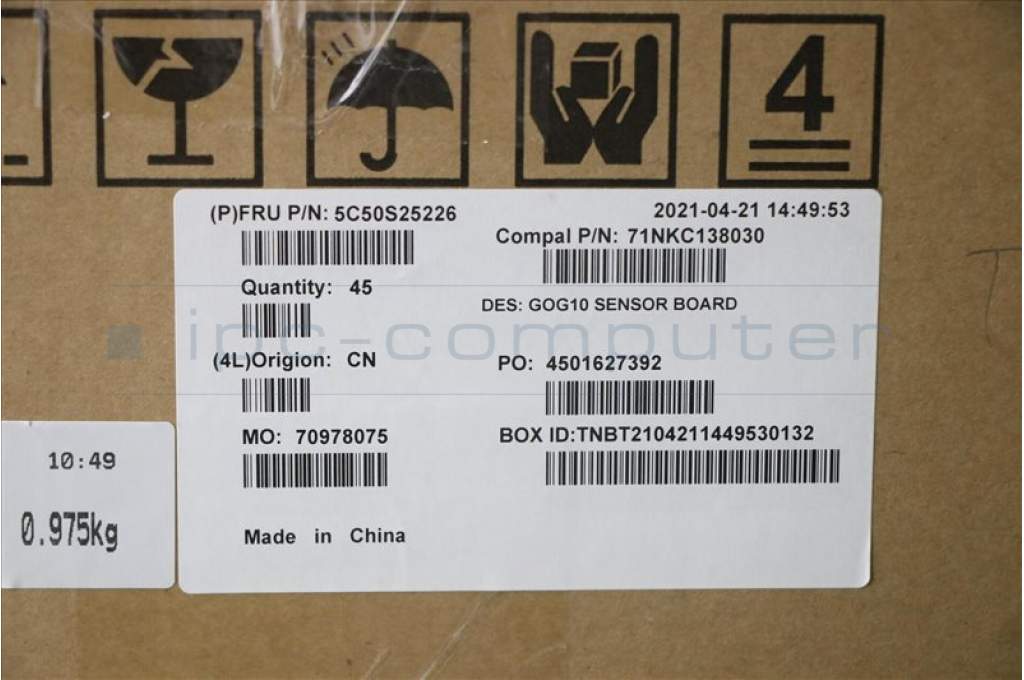 4
(P)FRU P/N: 5C50S25226
2021-04-21 14:49:53
Compal P/N: 71NKC138030
Quantity: 45
DES: GOG10 SENSOR BOARD
ipc-computer
(4L)Origion: CN
PO: 4501627392
MO: 70978075
BOX ID:TNBT2104211449530132
10:49
0.975kg
Made in China